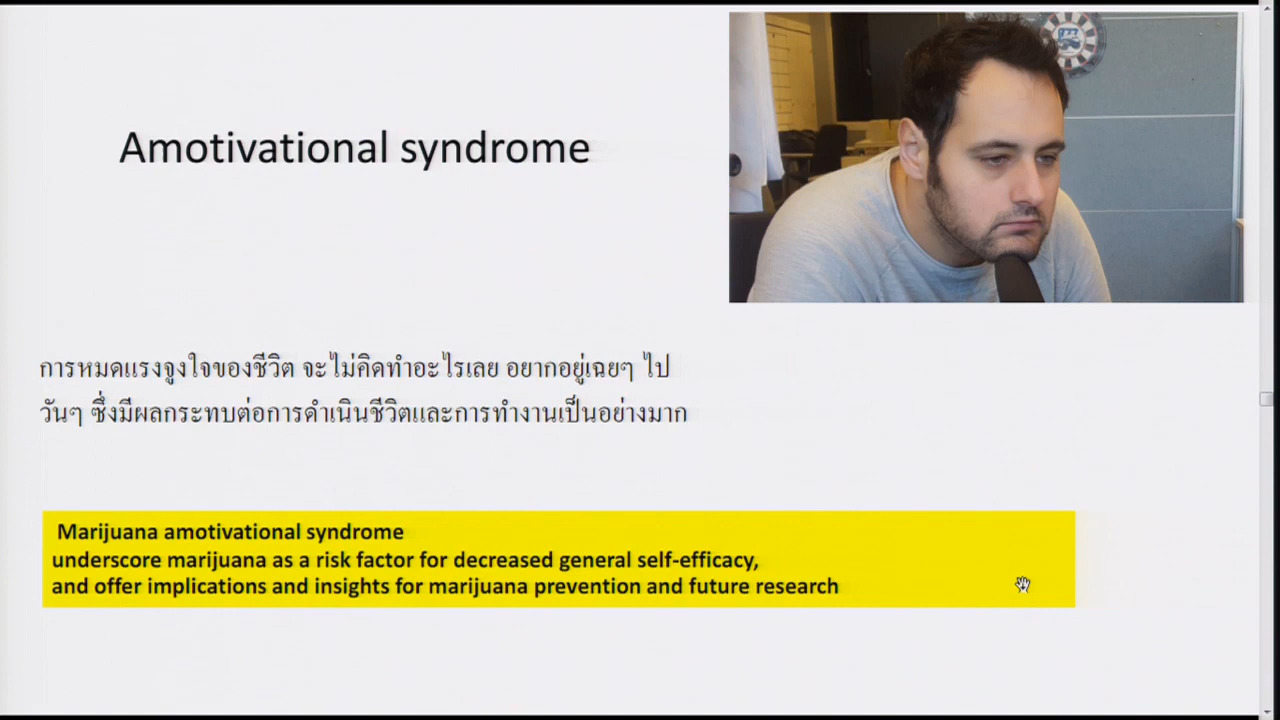 Amotivational syndrome
การหมดแรงจูงใจของชีวิต จะไม่คิดทำอะไรเลย อยากอยู่เฉยๆ ไป
วันๆ ซึ่งมีผลกระทบต่อการดำเนินชีวิตและการทำงานเป็นอย่างมาก
Marijuana amotivational syndrome
underscore marijuana as a risk factor for decreased general self-efficacy,
and offer implications and insights for marijuana prevention and future research